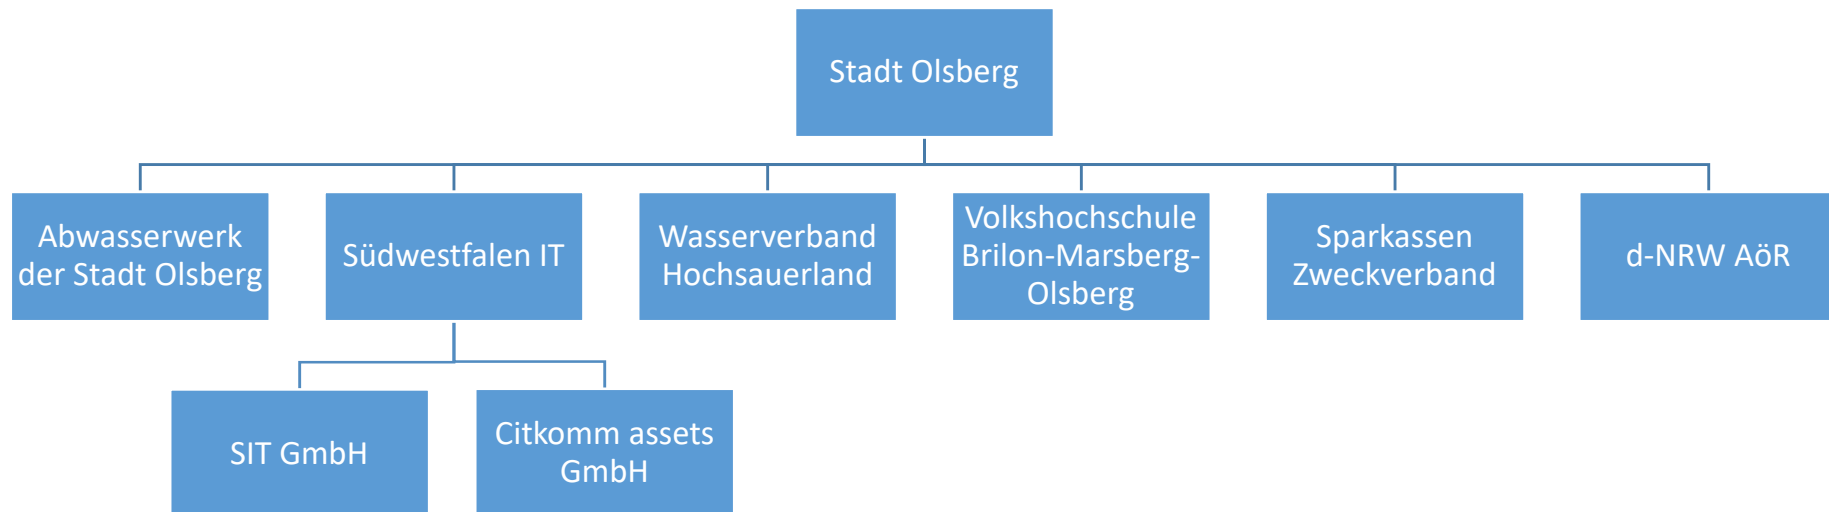 Stadt Olsberg
Abwasserwerk
der Stadt Olsberg
Südwestfalen IT
Wasserverband
Hochsauerland
Volkshochschule
Brilon-Marsberg-
Olsberg
Sparkassen
Zweckverband
d-NRW AöR
SIT GmbH
Citkomm assets
GmbH